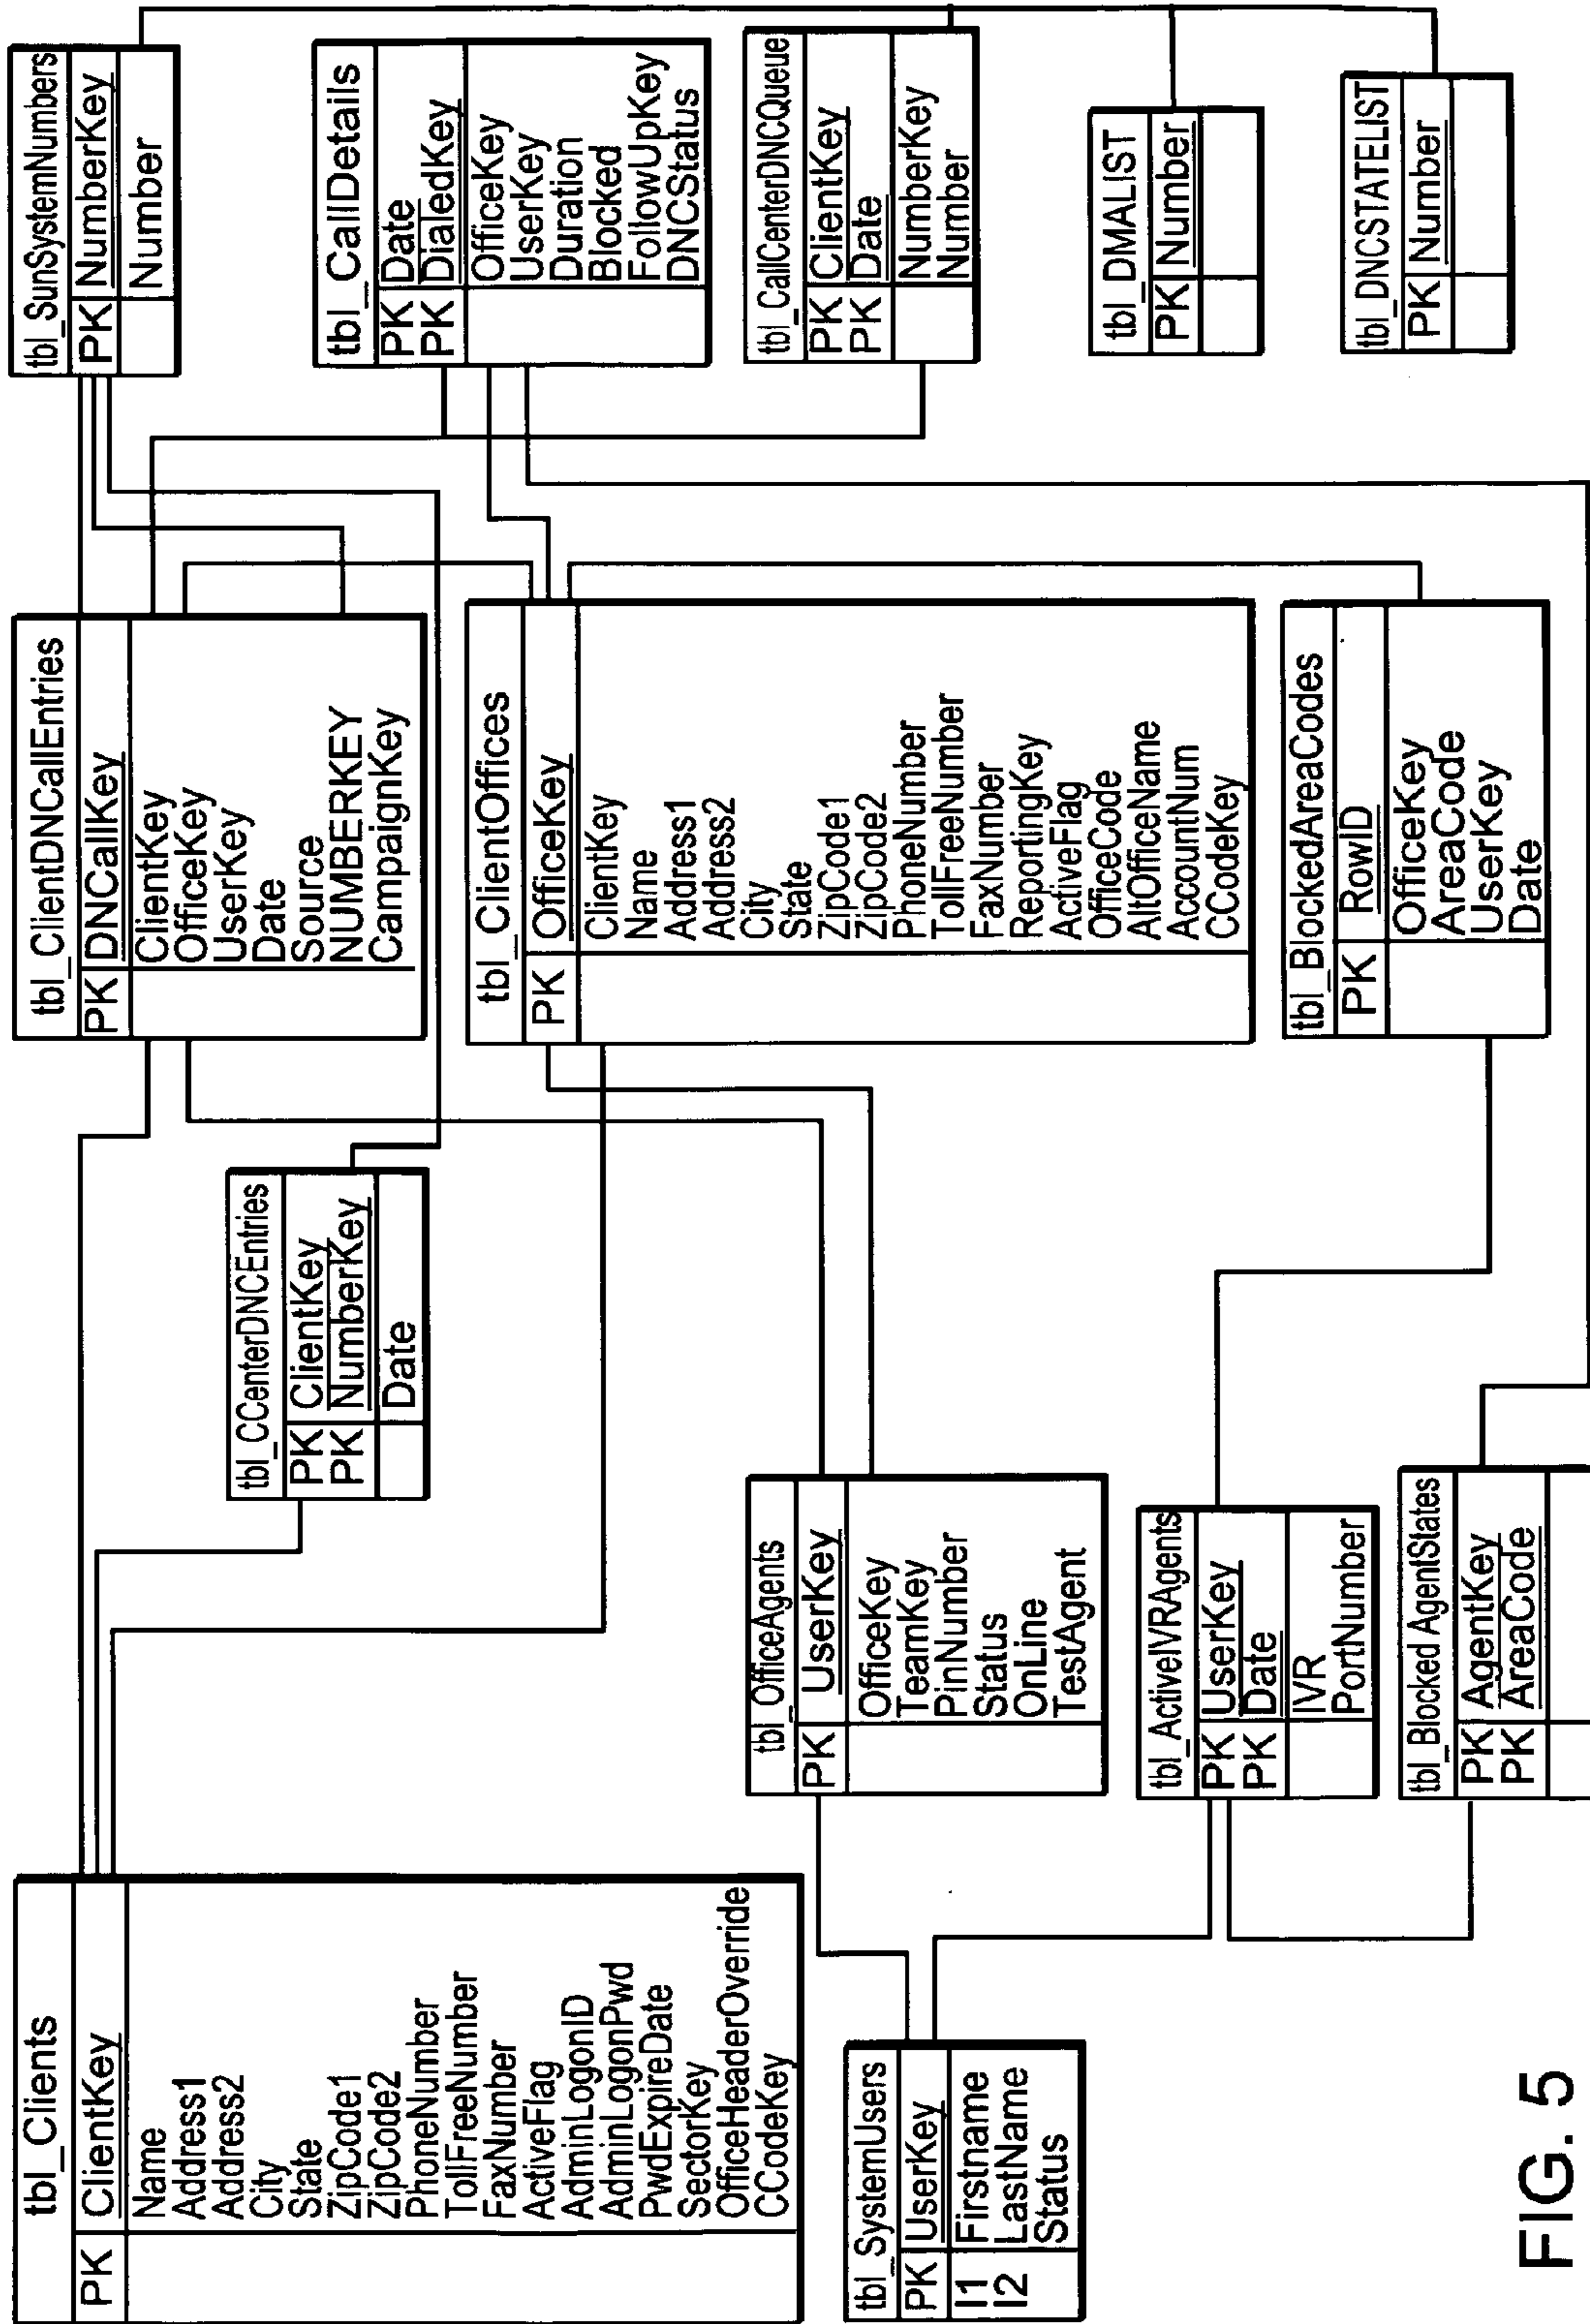 tbl_Clients
PK ClientKey
Name
Address1
Address2
City
State
ZipCode1
ZipCode2
PhoneNumber
TollFreeNumber
FaxNumber
ActiveFlag
AdminLogonID
AdminLogonPwd
PwdExpireDate
SectorKey
OfficeHeaderOverride
CCodeKey
tbl_SystemUsers
PK UserKey
I1 Firstname
I2 LastName
Status
tbl_CCenterDNCEntries
PK ClientKey
PK NumberKey
Date
tbl_OfficeAgents
PK UserKey
OfficeKey
TeamKey
PinNumber
Status
OnLine
TestAgent
tbl_ActiveIVRAgents
PK UserKey
PK Date
IVR
PortNumber
tbl_Blocked AgentStates
PK AgentKey
PK AreaCode
tbl_ClientDNCallEntries
PK DNCallKey
ClientKey
OfficeKey
UserKey
Date
Source
NUMBERKEY
CampaignKey
tbl_ClientOffices
PK OfficeKey
ClientKey
Name
Address1
Address2
City
State
ZipCode1
ZipCode2
PhoneNumber
TollFreeNumber
FaxNumber
ReportingKey
ActiveFlag
OfficeCode
AltOfficeName
AccountNum
CCodeKey
tbl_BlockedAreaCodes
PK RowID
OfficeKey
AreaCode
UserKey
Date
tbl_SunSystemNumbers
PK NumberKey
Number
tbl_CallDetails
PK Date
PK DialedKey
OfficeKey
UserKey
Duration
Blocked
FollowUpKey
DNCStatus
tbl_CallCenterDNCQueue
PK ClientKey
PK Date
NumberKey
Number
tbl_DMALIST
PK Number
tbl_DNCSTATELIST
PK Number
FIG. 5